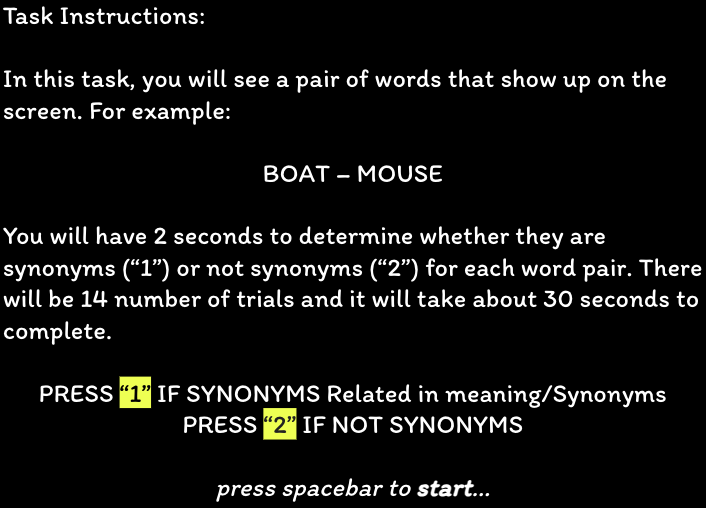 Task Instructions:
In this task, you will see a pair of words that show up on the
screen. For example:
BOAT – MOUSE
You will have 2 seconds to determine whether they are
synonyms (“1”) or not synonyms (“2”) for each word pair. There
will be 14 number of trials and it will take about 30 seconds to
complete.
PRESS “1” IF SYNONYMS Related in meaning/Synonyms
PRESS “2” IF NOT SYNONYMS
press spacebar to start...